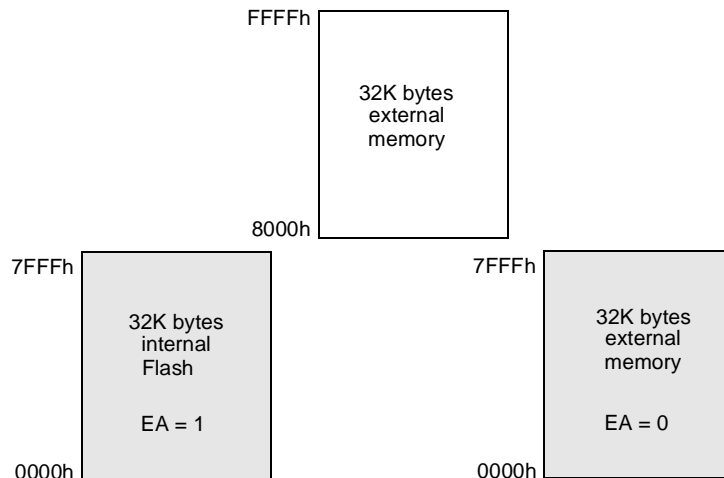 FFFFh
32K bytes
external
memory
8000h
7FFFh
32K bytes
internal
Flash
EA = 1
0000h
7FFFh
32K bytes
external
memory
EA = 0
0000h